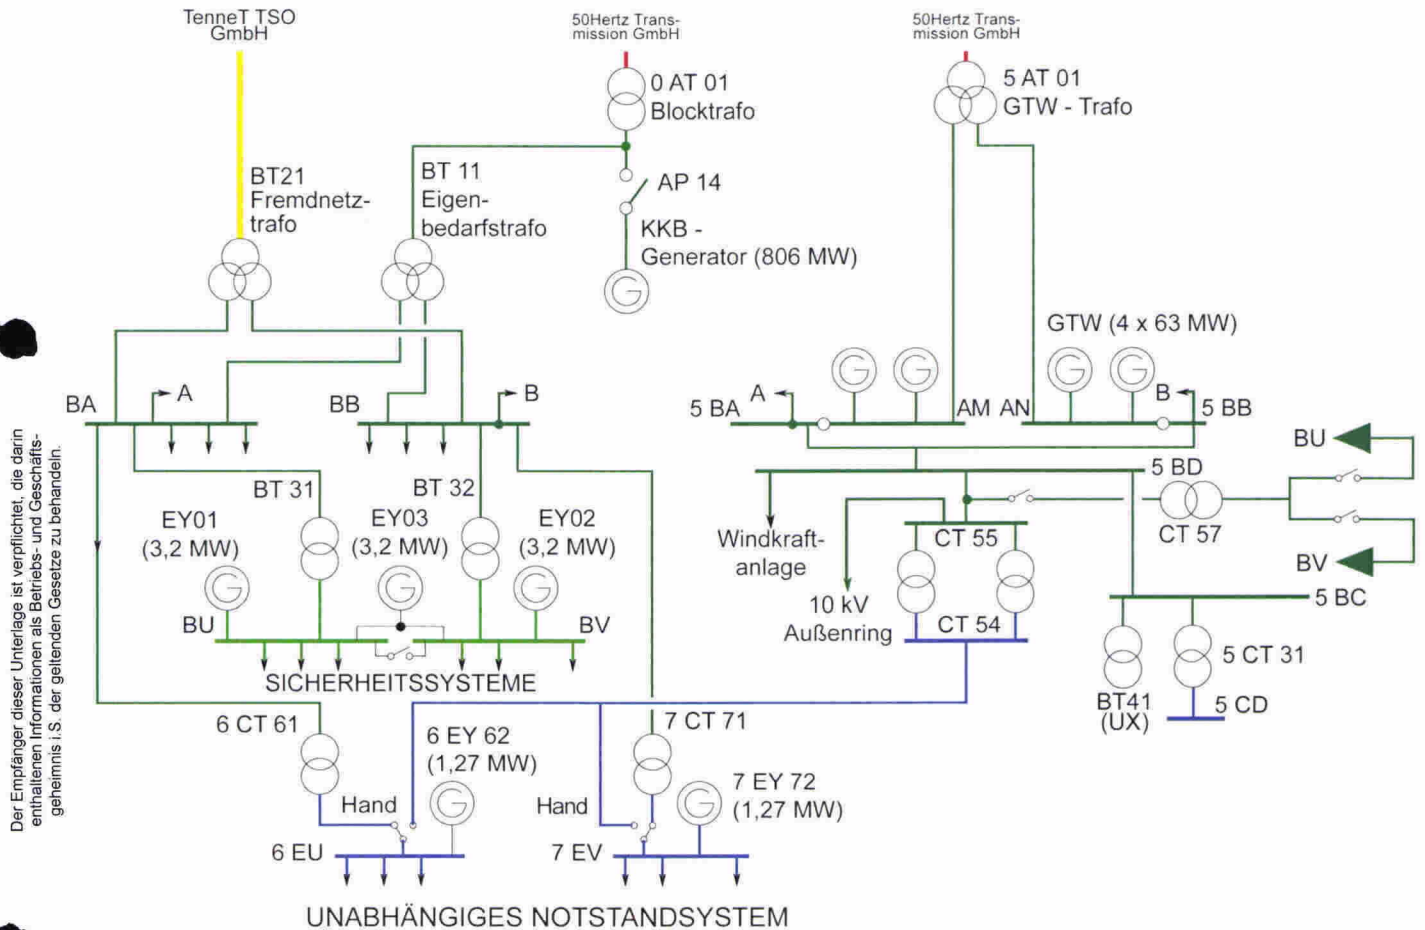 TenneT TSO
GmbH
50Hertz Trans-
mission GmbH
50Hertz Trans-
mission GmbH
0 AT 01
Blocktrafo
5 AT 01
GTW - Trafo
BT21
Fremdnetz-
trafo
BT 11
Eigen-
bedarfstrafo
AP 14
KKB -
Generator (806 MW)
G
GTW (4 x 63 MW)
G
G
G
G
BA
A
BB
B
5 BA
A
AM
AN
B
5 BB
BU
5 BD
BT 31
BT 32
CT 57
BV
EY01
(3,2 MW)
G
EY03
(3,2 MW)
G
EY02
(3,2 MW)
G
Windkraft-
anlage
CT 55
10 kV
Außenring
CT 54
5 BC
BU
BV
SICHERHEITSSYSTEME
5 CT 31
BT41
(UX)
5 CD
6 CT 61
6 EY 62
(1,27 MW)
G
7 CT 71
7 EY 72
(1,27 MW)
G
Hand
Hand
6 EU
7 EV
UNABHÄNGIGES NOTSTANDSYSTEM
Der Empfänger dieser Unterlage ist verpflichtet, die darin
enthaltenen Informationen als Betriebs- und Geschäfts-
geheimnis i.S. der geltenden Gesetze zu behandeln.